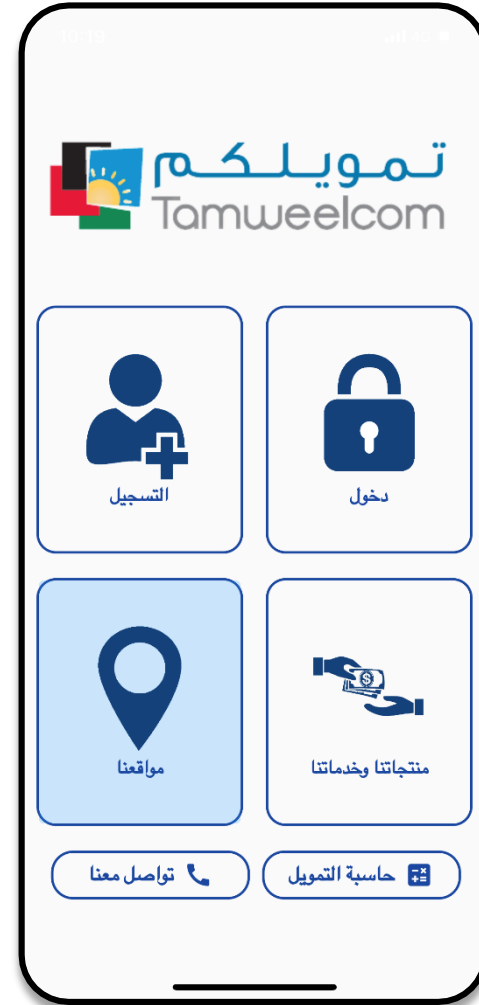 تمويلكم
Tamweelcom
دخول
التسجيل
منتجاتنا وخدماتنا
مواقعنا
حاسبة التمويل
تواصل معنا